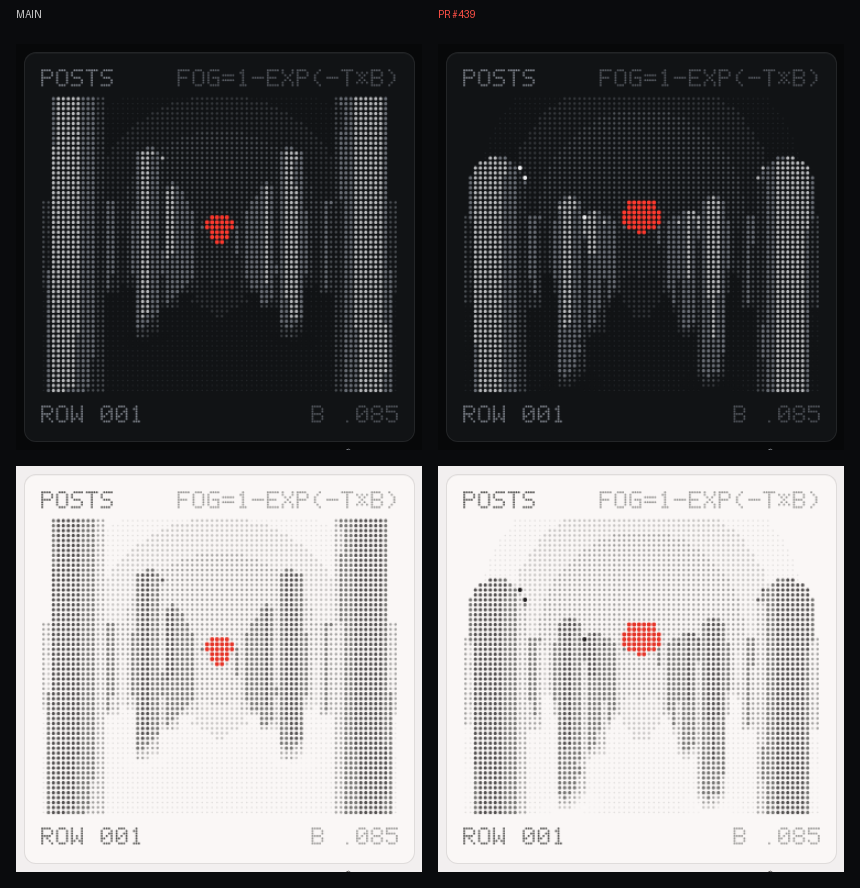 MAIN PR #439
POSTS FOG=1-EXP(-T*B) POSTS FOG=1-EXP(-T*B)
ROW 001 B .085 ROW 001 B .085
POSTS FOG=1-EXP(-T*B) POSTS FOG=1-EXP(-T*B)
ROW 001 B .085 ROW 001 B .085